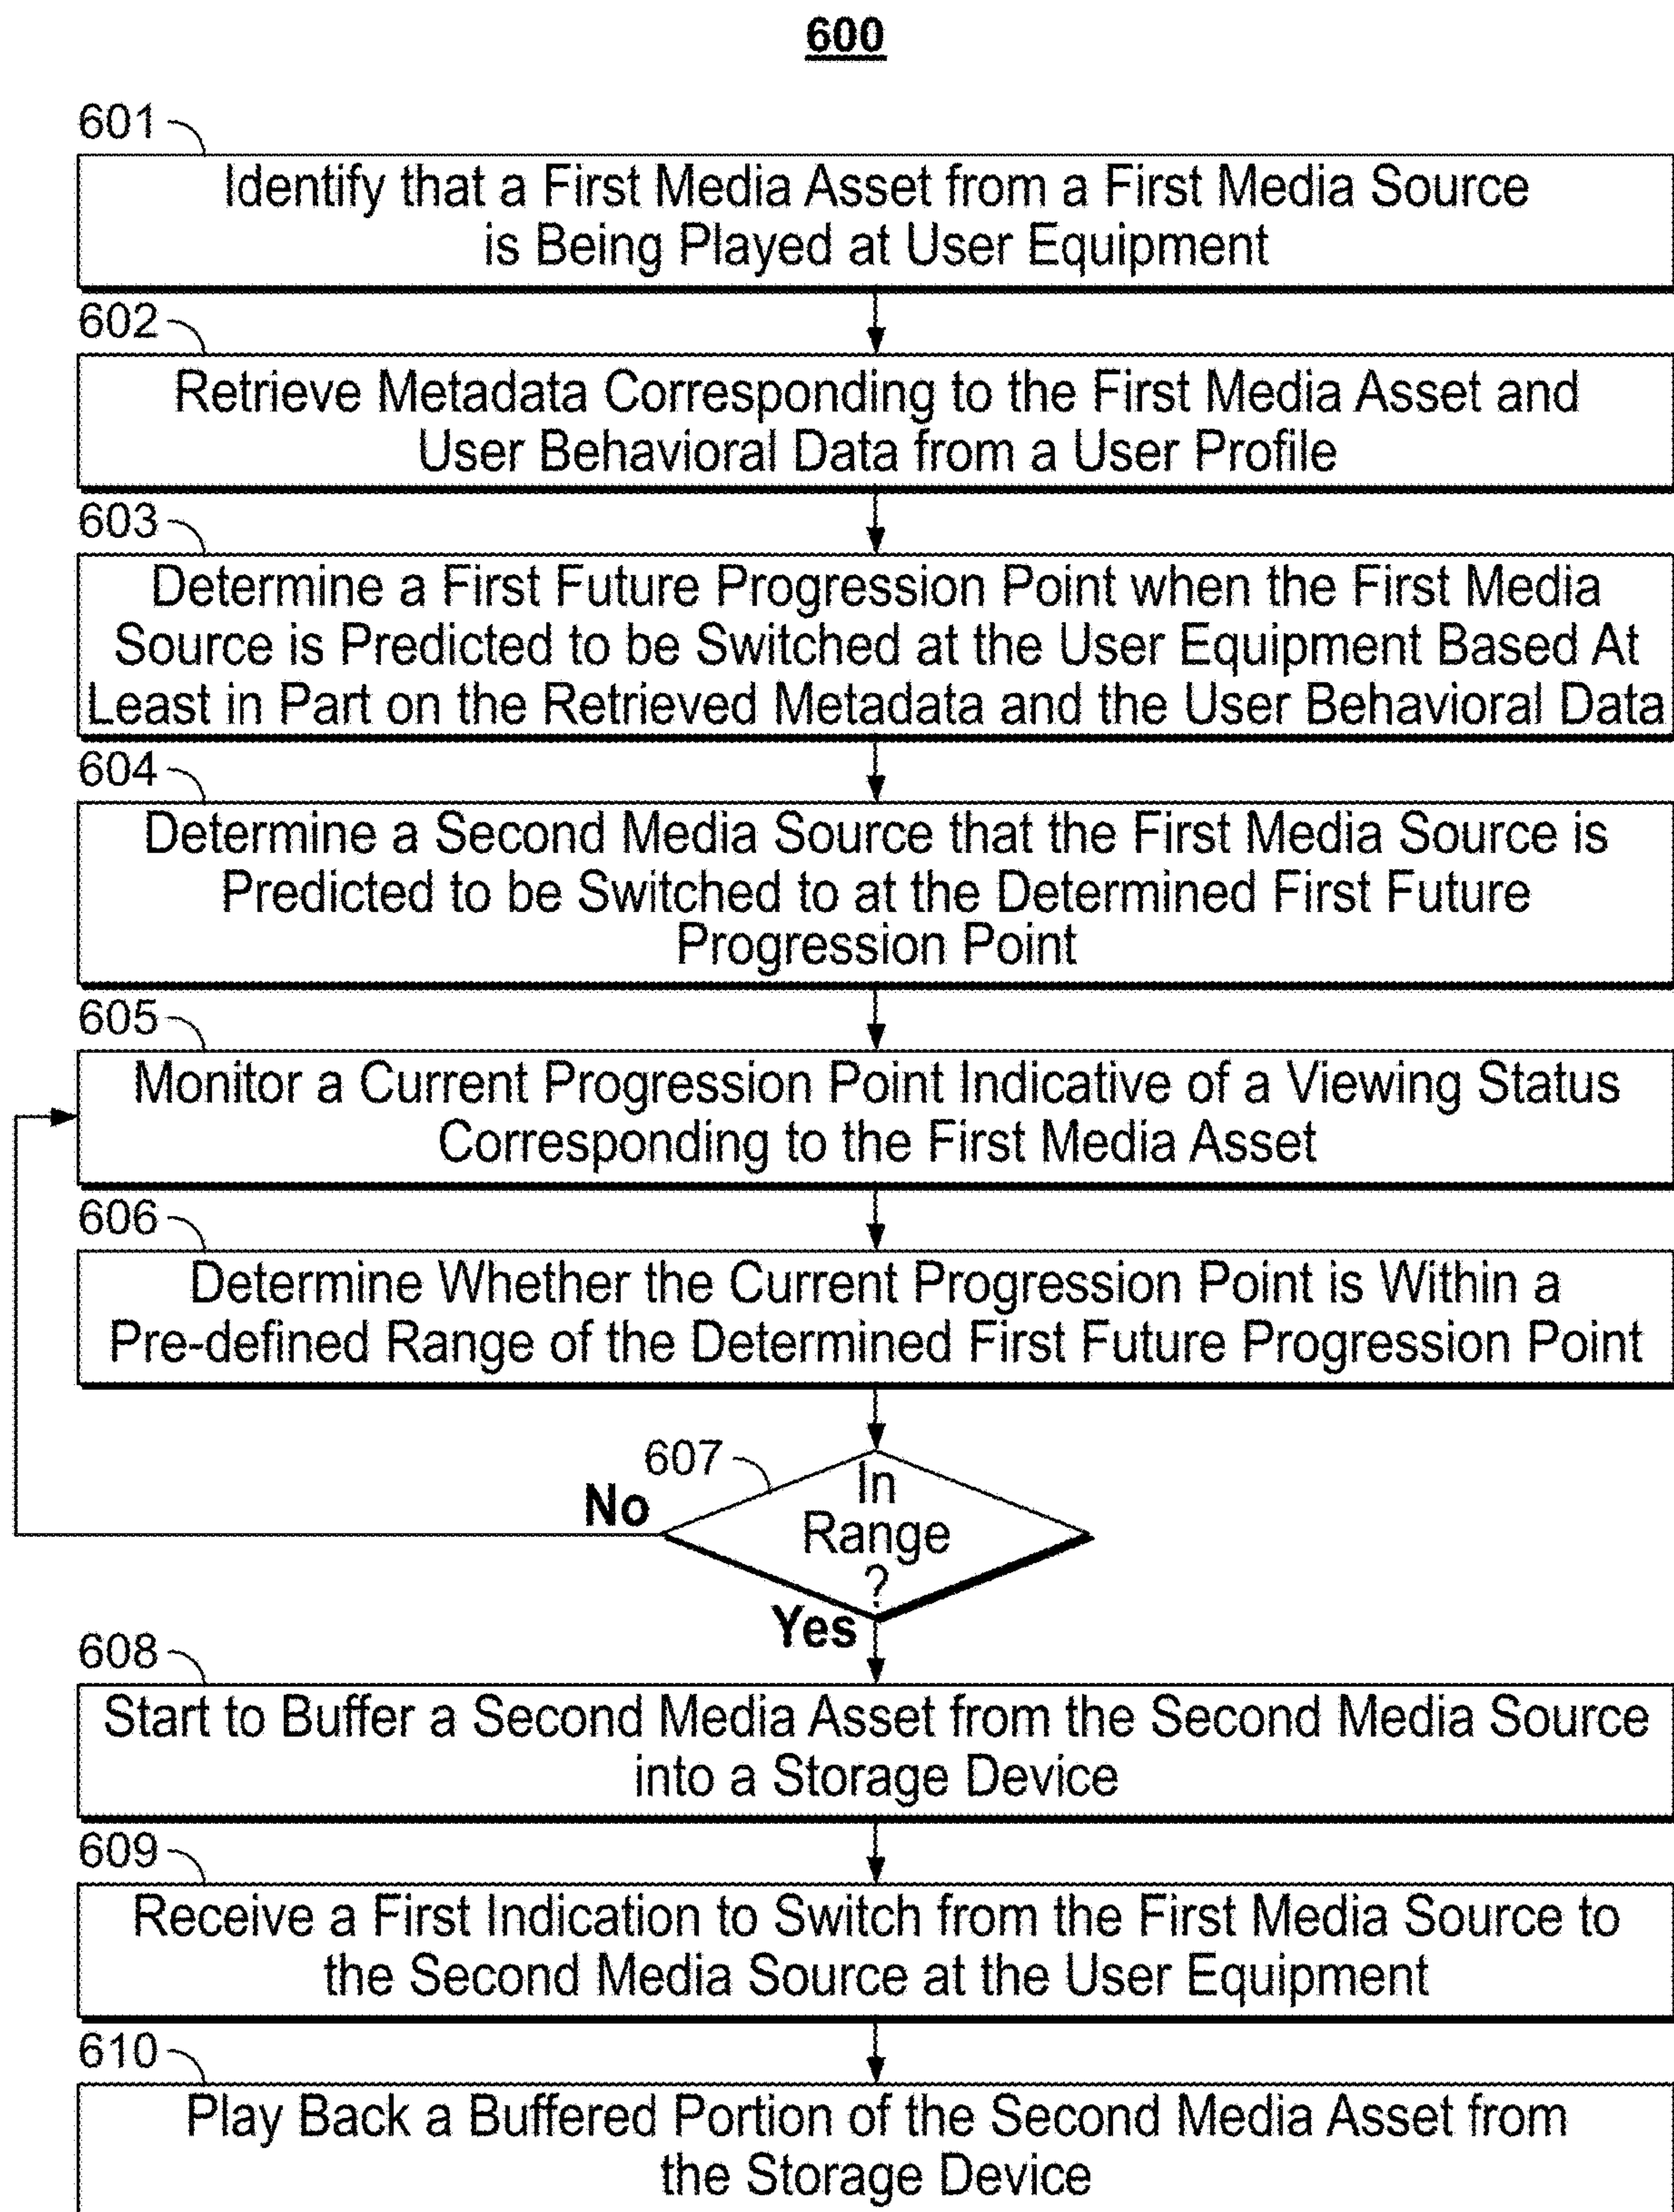 600
601
Identify that a First Media Asset from a First Media Source
is Being Played at User Equipment
602
Retrieve Metadata Corresponding to the First Media Asset and
User Behavioral Data from a User Profile
603
Determine a First Future Progression Point when the First Media
Source is Predicted to be Switched at the User Equipment Based At
Least in Part on the Retrieved Metadata and the User Behavioral Data
604
Determine a Second Media Source that the First Media Source is
Predicted to be Switched to at the Determined First Future
Progression Point
605
Monitor a Current Progression Point Indicative of a Viewing Status
Corresponding to the First Media Asset
606
Determine Whether the Current Progression Point is Within a
Pre-defined Range of the Determined First Future Progression Point
607
In
Range
?
No
Yes
608
Start to Buffer a Second Media Asset from the Second Media Source
into a Storage Device
609
Receive a First Indication to Switch from the First Media Source to
the Second Media Source at the User Equipment
610
Play Back a Buffered Portion of the Second Media Asset from
the Storage Device